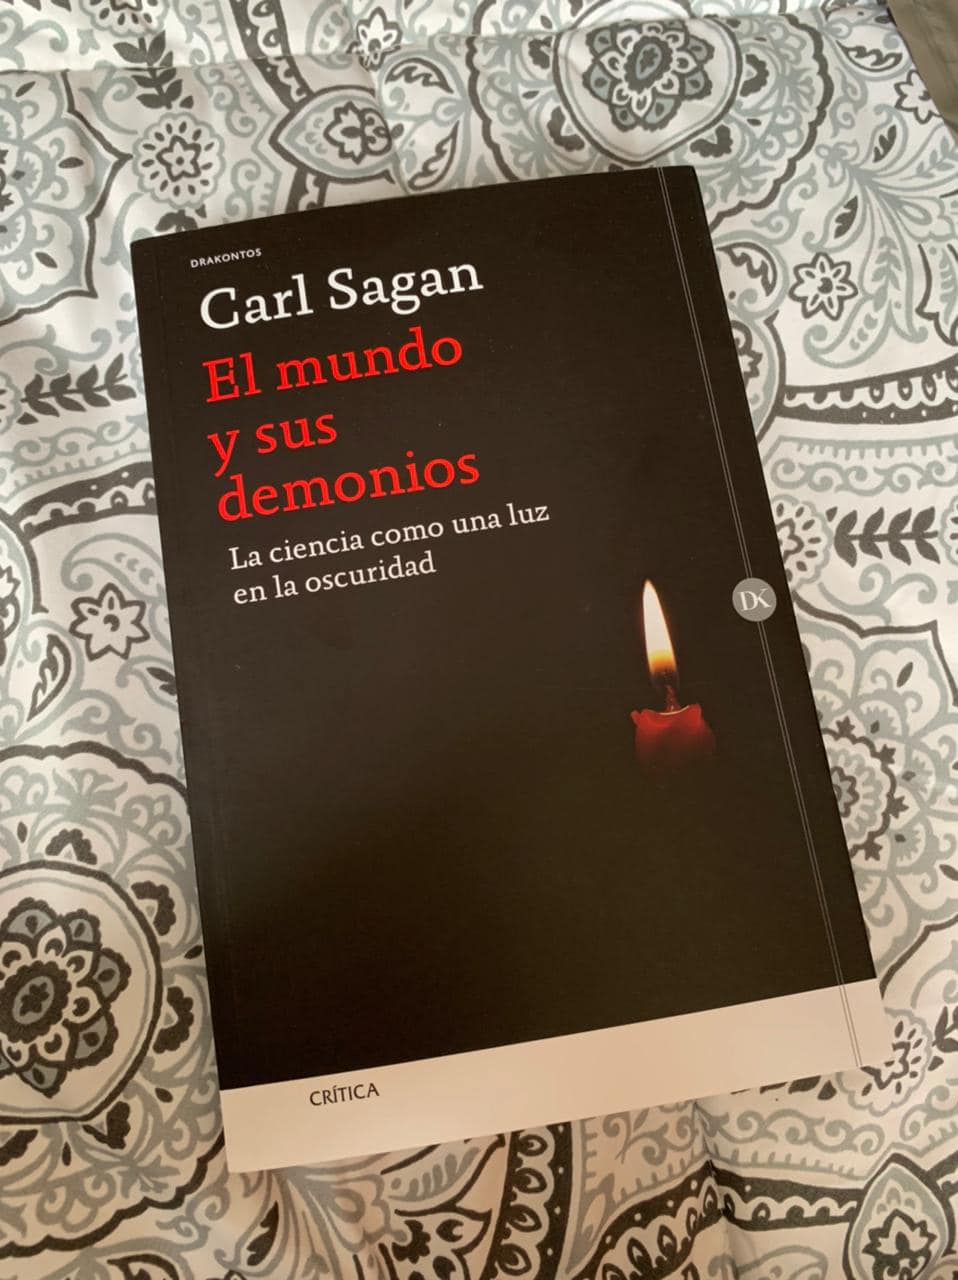 DRAKONTOS
Carl Sagan
El mundo
y sus
demonios
La ciencia como una luz
en la oscuridad
DK
CRÍTICA